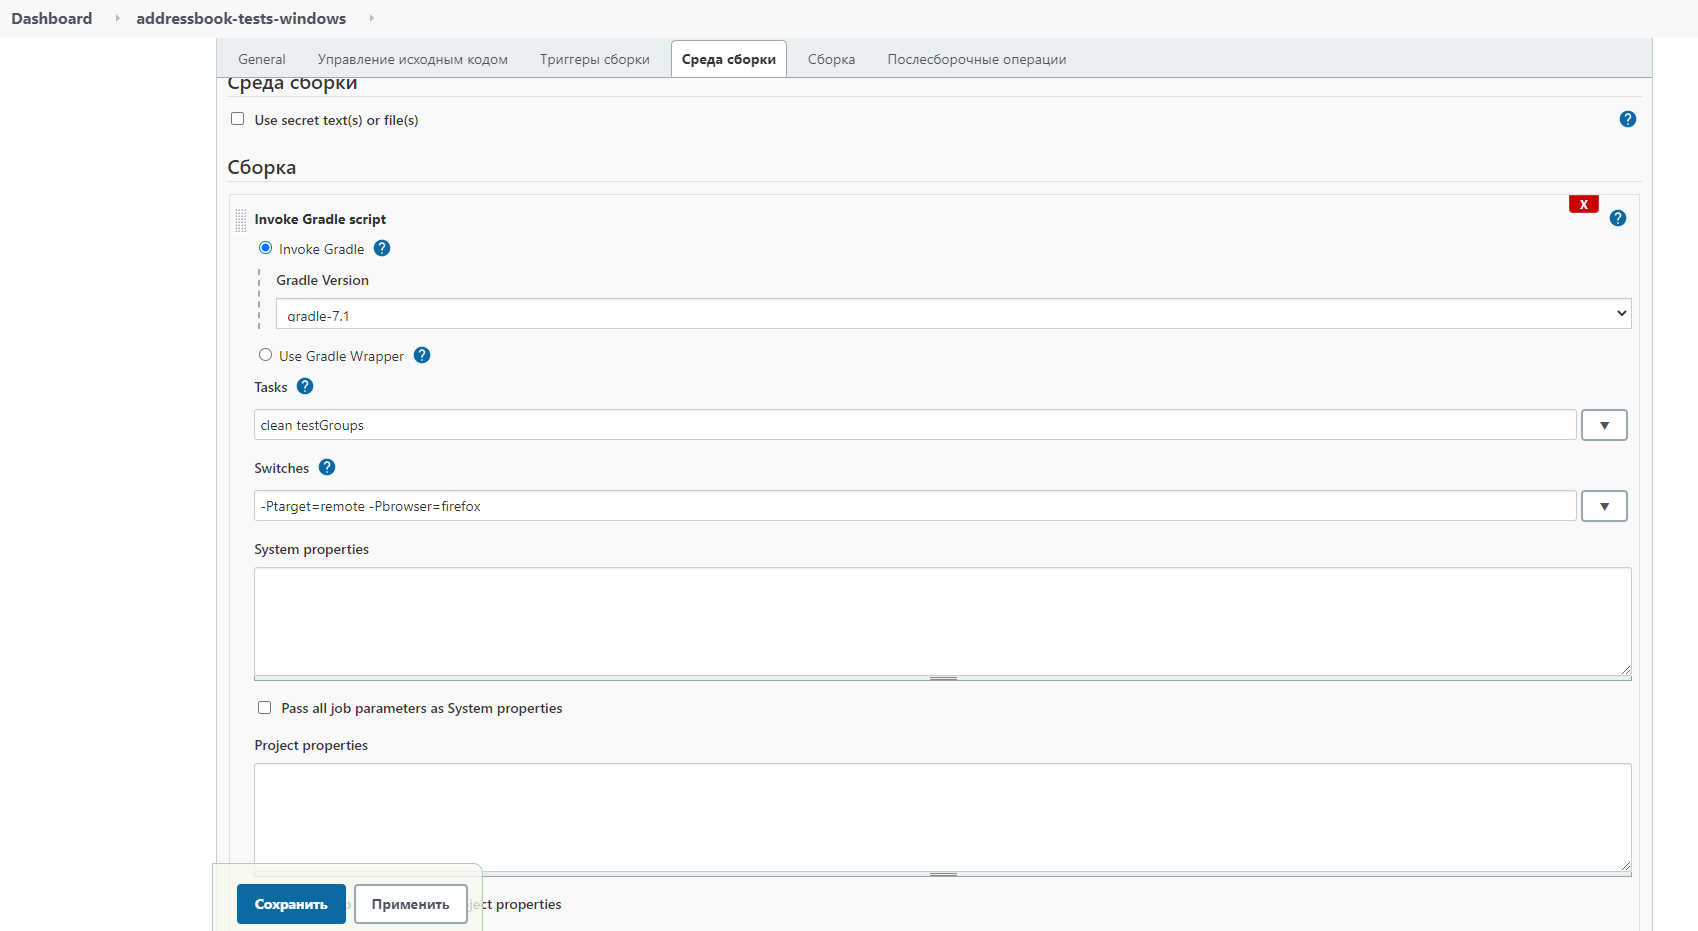 Dashboard addressbook-tests-windows
General Управление исходным кодом Триггеры сборки Среда сборки Сборка Послесборочные операции
Среда сборки
Use secret text(s) or file(s)
?
Сборка
X
Invoke Gradle script
?
Invoke Gradle ?
Gradle Version
gradle-7.1
Use Gradle Wrapper ?
Tasks ?
clean testGroups
Switches ?
-Ptarget=remote -Pbrowser=firefox
System properties
Pass all job parameters as System properties
Project properties
Сохранить Применить properties